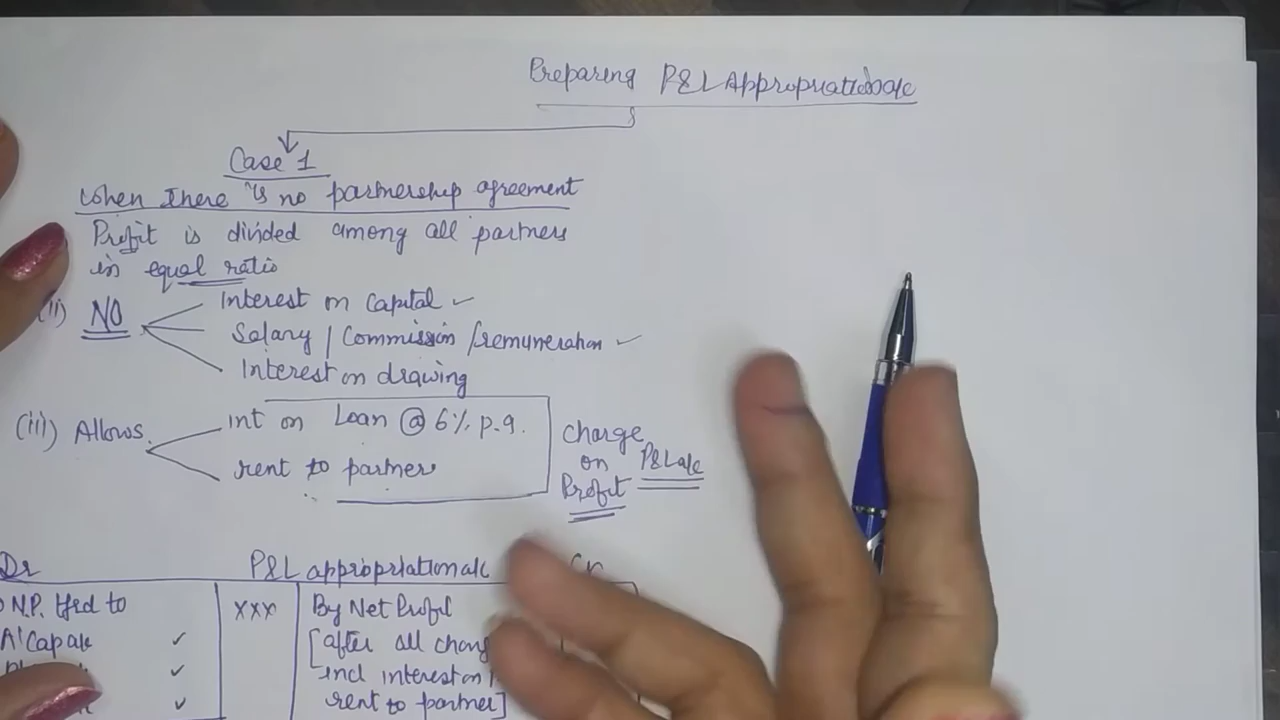 Preparing P&L Appropriation a/c
Case 1
When There is no partnership agreement
Profit is divided among all partners
in equal ratio
(ii) NO
Interest on Capital ✓
Salary / Commission /remuneration ✓
Interest on drawing
(iii) Allows
int on Loan @ 6% p.a.
rent to partner
Charge on Profit
P&L a/c
Dr P&L appropriation a/c Cr
N.P. tfed to xxx By Net Profit
A' Cap a/c ✓ [after all
✓ incl interest on
✓ rent to partner]